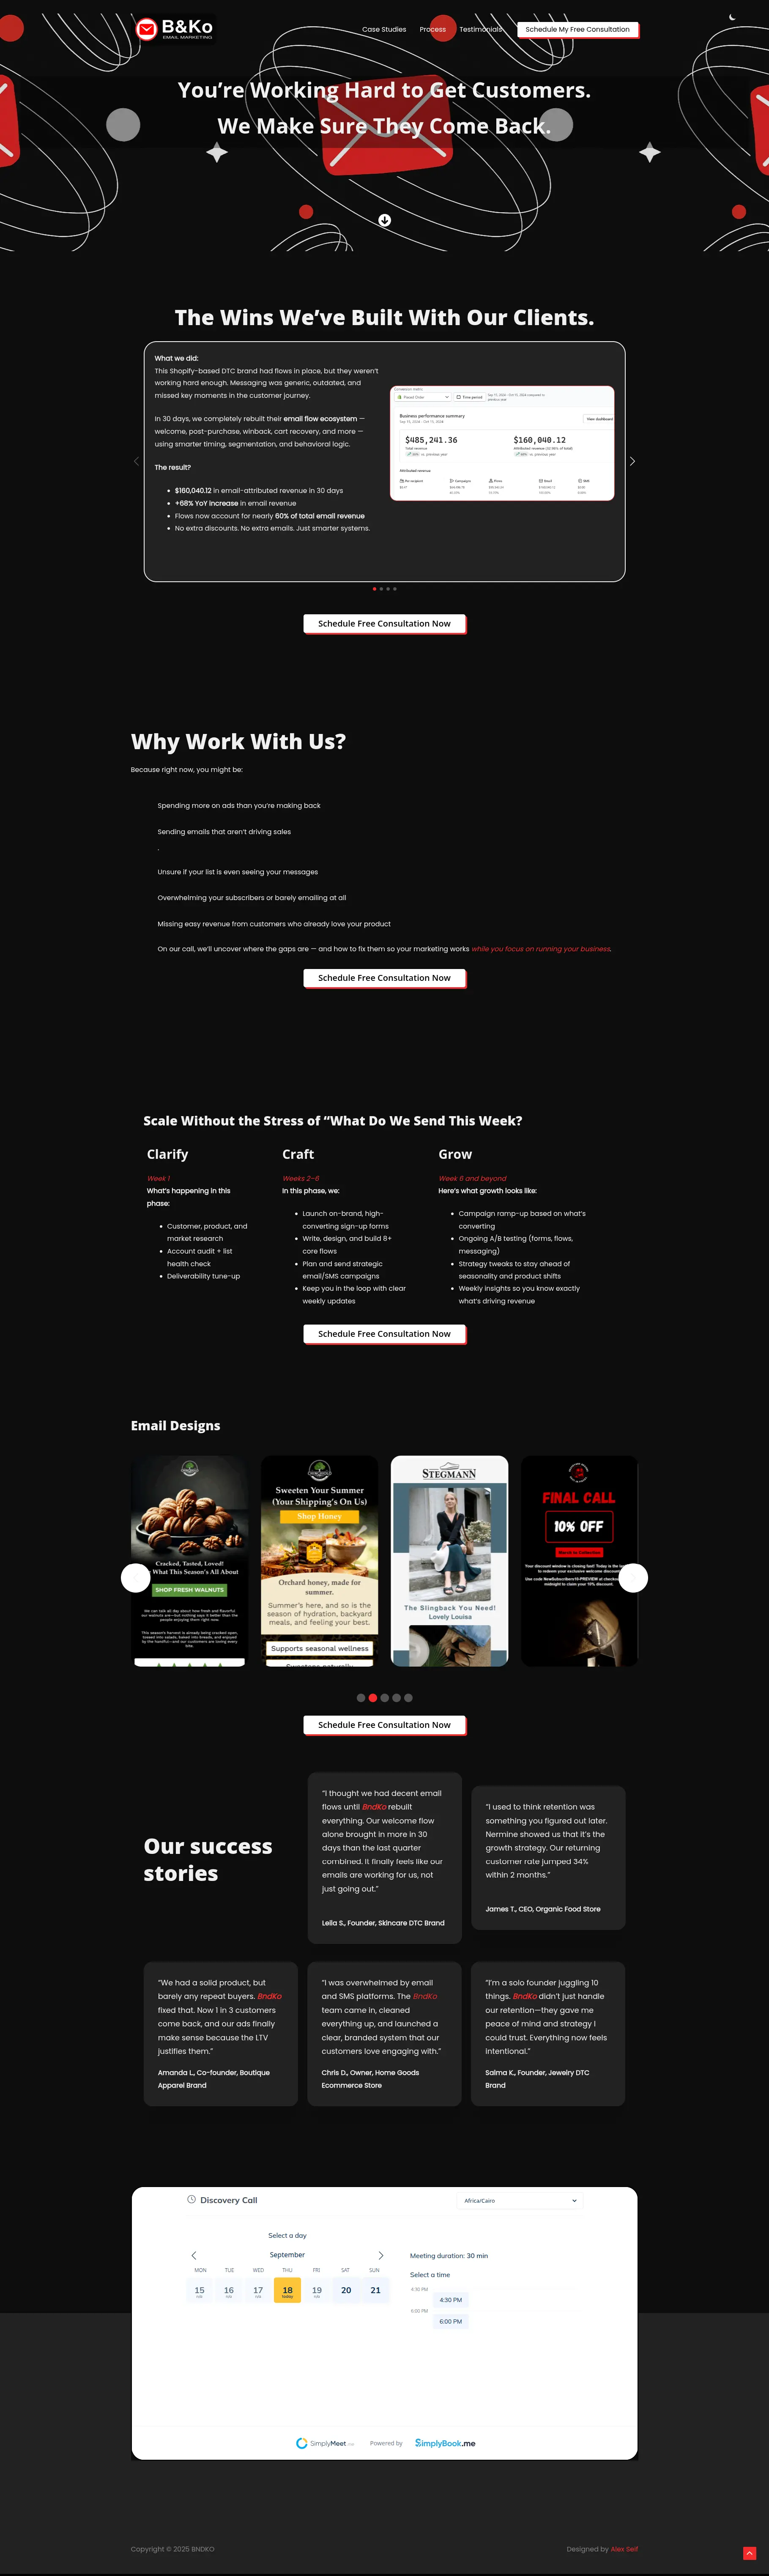 B&Ko
EMAIL MARKETING
Case Studies
Process
Testimonials
Schedule My Free Consultation
You’re Working Hard to Get Customers.
We Make Sure They Come Back.
The Wins We’ve Built With Our Clients.
What we did:
This Shopify-based DTC brand had flows in place, but they weren’t
working hard enough. Messaging was generic, outdated, and
missed key moments in the customer journey.
In 30 days, we completely rebuilt their email flow ecosystem —
welcome, post-purchase, winback, cart recovery, and more —
using smarter timing, segmentation, and behavioral logic.
The result?
$160,040.12 in email-attributed revenue in 30 days
+68% YoY increase in email revenue
Flows now account for nearly 60% of total email revenue
No extra discounts. No extra emails. Just smarter systems.
Conversion metric
Placed Order
Time period
Business performance summary
View dashboard
$485,241.36
$160,040.12
Total revenue
Attributed revenue
Per recipient
Campaigns
Flows
Email
SMS
Schedule Free Consultation Now
Why Work With Us?
Because right now, you might be:
Spending more on ads than you’re making back
Sending emails that aren’t driving sales
.
Unsure if your list is even seeing your messages
Overwhelming your subscribers or barely emailing at all
Missing easy revenue from customers who already love your product
On our call, we’ll uncover where the gaps are — and how to fix them so your marketing works while you focus on running your business.
Schedule Free Consultation Now
Scale Without the Stress of “What Do We Send This Week?
Clarify
Week 1
What’s happening in this
phase:
Customer, product, and
market research
Account audit + list
health check
Deliverability tune-up
Craft
Weeks 2–6
In this phase, we:
Launch on-brand, high-
converting sign-up forms
Write, design, and build 8+
core flows
Plan and send strategic
email/SMS campaigns
Keep you in the loop with clear
weekly updates
Grow
Week 6 and beyond
Here’s what growth looks like:
Campaign ramp-up based on what’s
converting
Ongoing A/B testing (forms, flows,
messaging)
Strategy tweaks to stay ahead of
seasonality and product shifts
Weekly insights so you know exactly
what’s driving revenue
Schedule Free Consultation Now
Email Designs
Cracked, Tasted, Loved!
What This Season's All About
SHOP FRESH WALNUTS
Sweeten Your Summer
(Your Shipping's On Us)
Shop Honey
Orchard honey, made for
summer.
Summer's here, and so is the
season of hydration, backyard
meals, and feeling your best.
Supports seasonal wellness
STEGMANN
The Slingback You Need!
Lovely Louisa
FINAL CALL
10% OFF
Schedule Free Consultation Now
Our success
stories
“I thought we had decent email
flows until BndKo rebuilt
everything. Our welcome flow
alone brought in more in 30
days than the last quarter
combined. It finally feels like our
emails are working for us, not
just going out.”
Leila S., Founder, Skincare DTC Brand
“I used to think retention was
something you figured out later.
Nermine showed us that it’s the
growth strategy. Our returning
customer rate jumped 34%
within 2 months.”
James T., CEO, Organic Food Store
“We had a solid product, but
barely any repeat buyers. BndKo
fixed that. Now 1 in 3 customers
come back, and our ads finally
make sense because the LTV
justifies them.”
Amanda L., Co-founder, Boutique
Apparel Brand
“I was overwhelmed by email
and SMS platforms. The BndKo
team came in, cleaned
everything up, and launched a
clear, branded system that our
customers love engaging with.”
Chris D., Owner, Home Goods
Ecommerce Store
“I’m a solo founder juggling 10
things. BndKo didn’t just handle
our retention—they gave me
peace of mind and strategy I
could trust. Everything now feels
intentional.”
Salma K., Founder, Jewelry DTC
Brand
Discovery Call
Africa/Cairo
Select a day
September
MON TUE WED THU FRI SAT SUN
15 16 17 18 19 20 21
n/a n/a n/a today n/a
Meeting duration: 30 min
Select a time
4:30 PM
4:30 PM
6:00 PM
6:00 PM
SimplyMeet.me
Powered by
SimplyBook.me
Copyright © 2025 BNDKO
Designed by Alex Seif